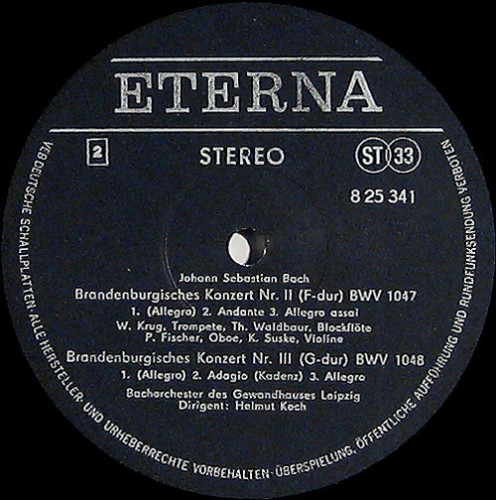 ETERNA
2 STEREO ST 33
8 25 341
Johann Sebastian Bach
Brandenburgisches Konzert Nr. II (F-dur) BWV 1047
1. (Allegro) 2. Andante 3. Allegro assai
W. Krug, Trompete, Th. Waldbaur, Blockflöte
P. Fischer, Oboe, K. Suske, Violine
Brandenburgisches Konzert Nr. III (G-dur) BWV 1048
1. (Allegro) 2. Adagio (Kadenz) 3. Allegro
Bachorchester des Gewandhauses Leipzig
Dirigent: Helmut Koch
VEB DEUTSCHE SCHALLPLATTEN · ALLE HERSTELLER- UND URHEBERRECHTE VORBEHALTEN · ÜBERSPIELUNG, ÖFFENTLICHE AUFFÜHRUNG UND RUNDFUNKSENDUNG VERBOTEN